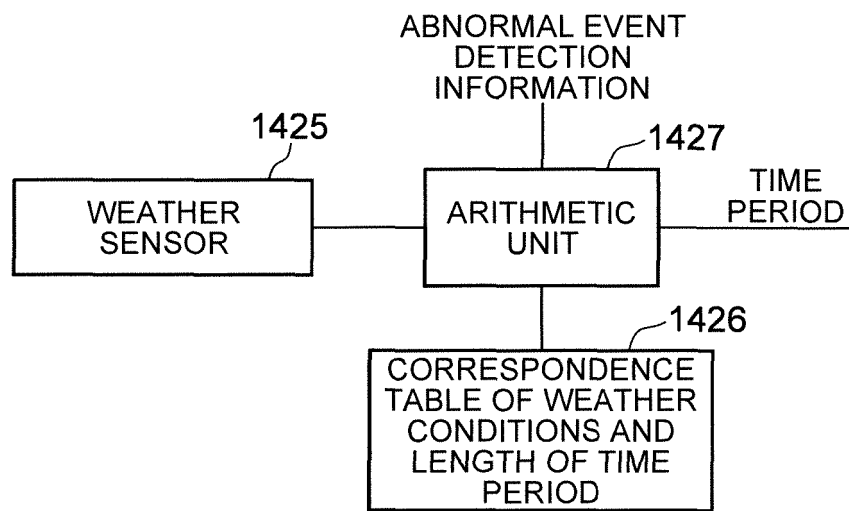 ABNORMAL EVENT
DETECTION
INFORMATION
1425
1427
WEATHER
SENSOR
ARITHMETIC
UNIT
TIME
PERIOD
1426
CORRESPONDENCE
TABLE OF WEATHER
CONDITIONS AND
LENGTH OF TIME
PERIOD